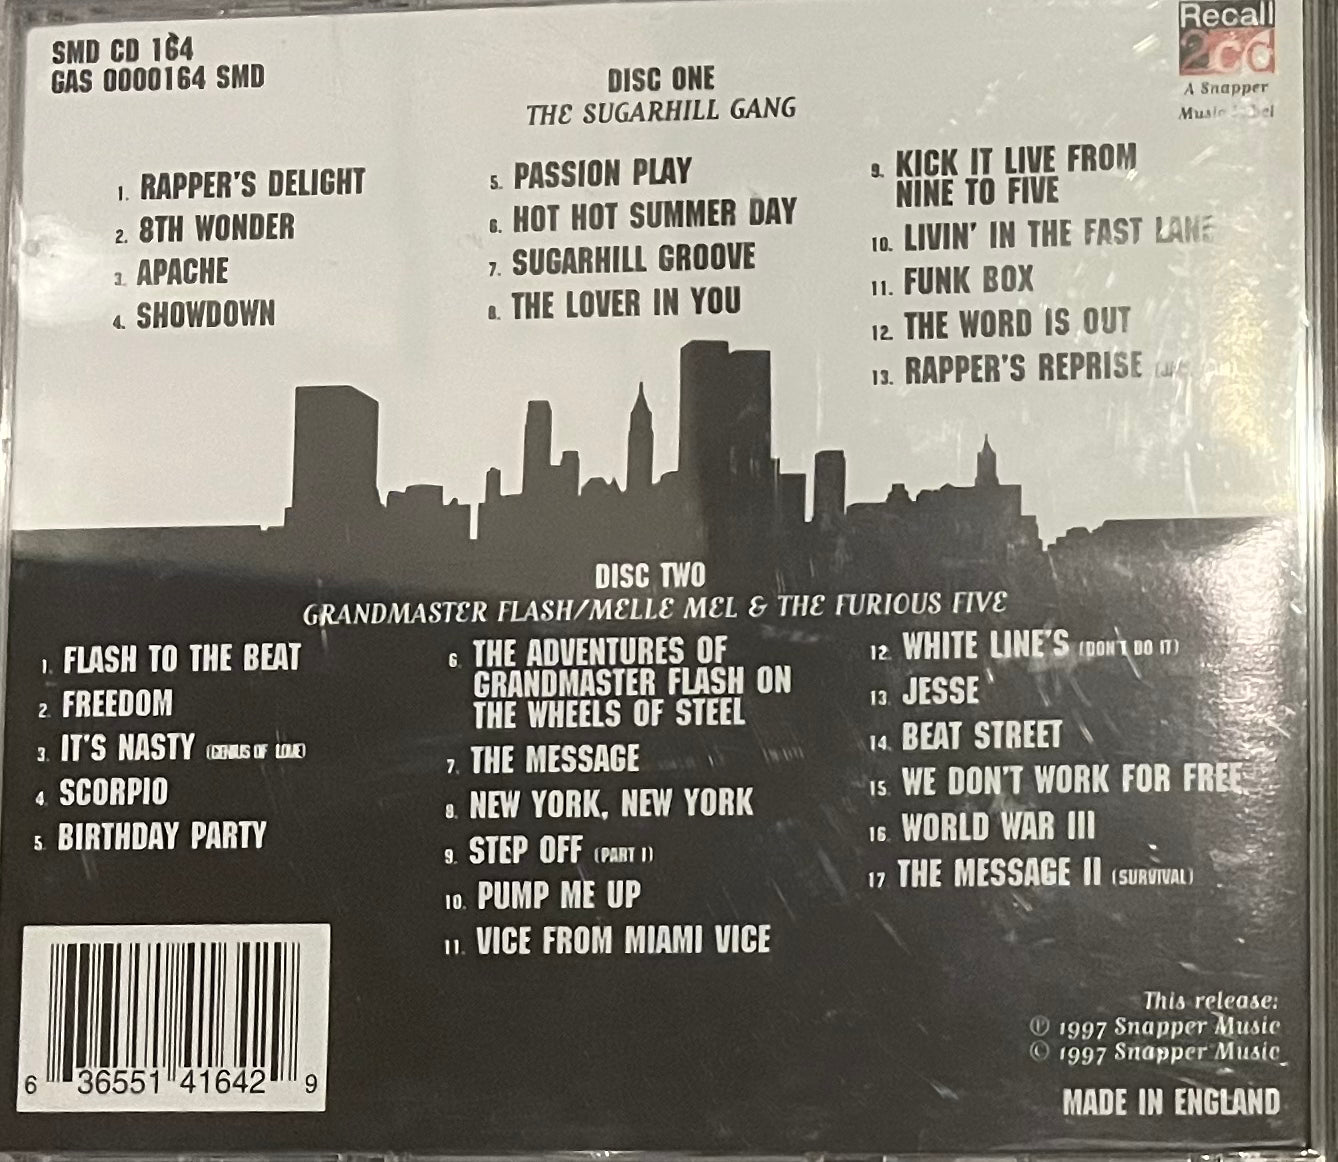 SMD CD 164
GAS 0000164 SMD
Recall
2cd
A Snapper
Music
DISC ONE
THE SUGARHILL GANG
1. RAPPER'S DELIGHT
2. 8TH WONDER
3. APACHE
4. SHOWDOWN
5. PASSION PLAY
6. HOT HOT SUMMER DAY
7. SUGARHILL GROOVE
8. THE LOVER IN YOU
9. KICK IT LIVE FROM
NINE TO FIVE
10. LIVIN' IN THE FAST LANE
11. FUNK BOX
12. THE WORD IS OUT
13. RAPPER'S REPRISE
DISC TWO
GRANDMASTER FLASH/MELLE MEL & THE FURIOUS FIVE
1. FLASH TO THE BEAT
2. FREEDOM
3. IT'S NASTY (GENIUS OF LOVE)
4. SCORPIO
5. BIRTHDAY PARTY
6. THE ADVENTURES OF
GRANDMASTER FLASH ON
THE WHEELS OF STEEL
7. THE MESSAGE
8. NEW YORK, NEW YORK
9. STEP OFF (PART 1)
10. PUMP ME UP
11. VICE FROM MIAMI VICE
12. WHITE LINE'S (DON'T DO IT)
13 JESSE
14. BEAT STREET
15. WE DON'T WORK FOR FREE
16. WORLD WAR III
17 THE MESSAGE II (SURVIVAL)
6 36551 41642 9
This release:
℗ 1997 Snapper Music
© 1997 Snapper Music
MADE IN ENGLAND